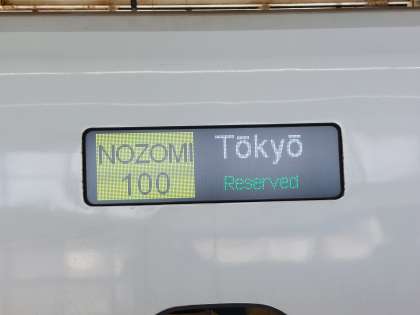 NOZOMI
100
Tōkyō
Reserved